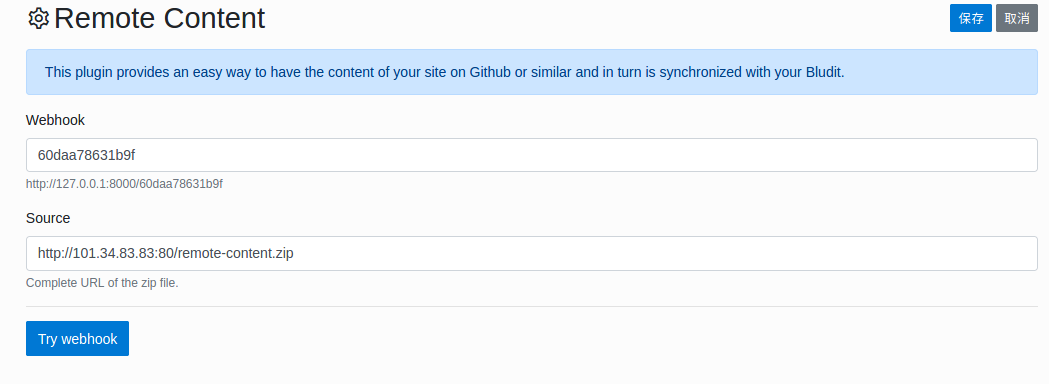 Remote Content
保存 取消
This plugin provides an easy way to have the content of your site on Github or similar and in turn is synchronized with your Bludit.
Webhook
60daa78631b9f
http://127.0.0.1:8000/60daa78631b9f
Source
http://101.34.83.83:80/remote-content.zip
Complete URL of the zip file.
Try webhook